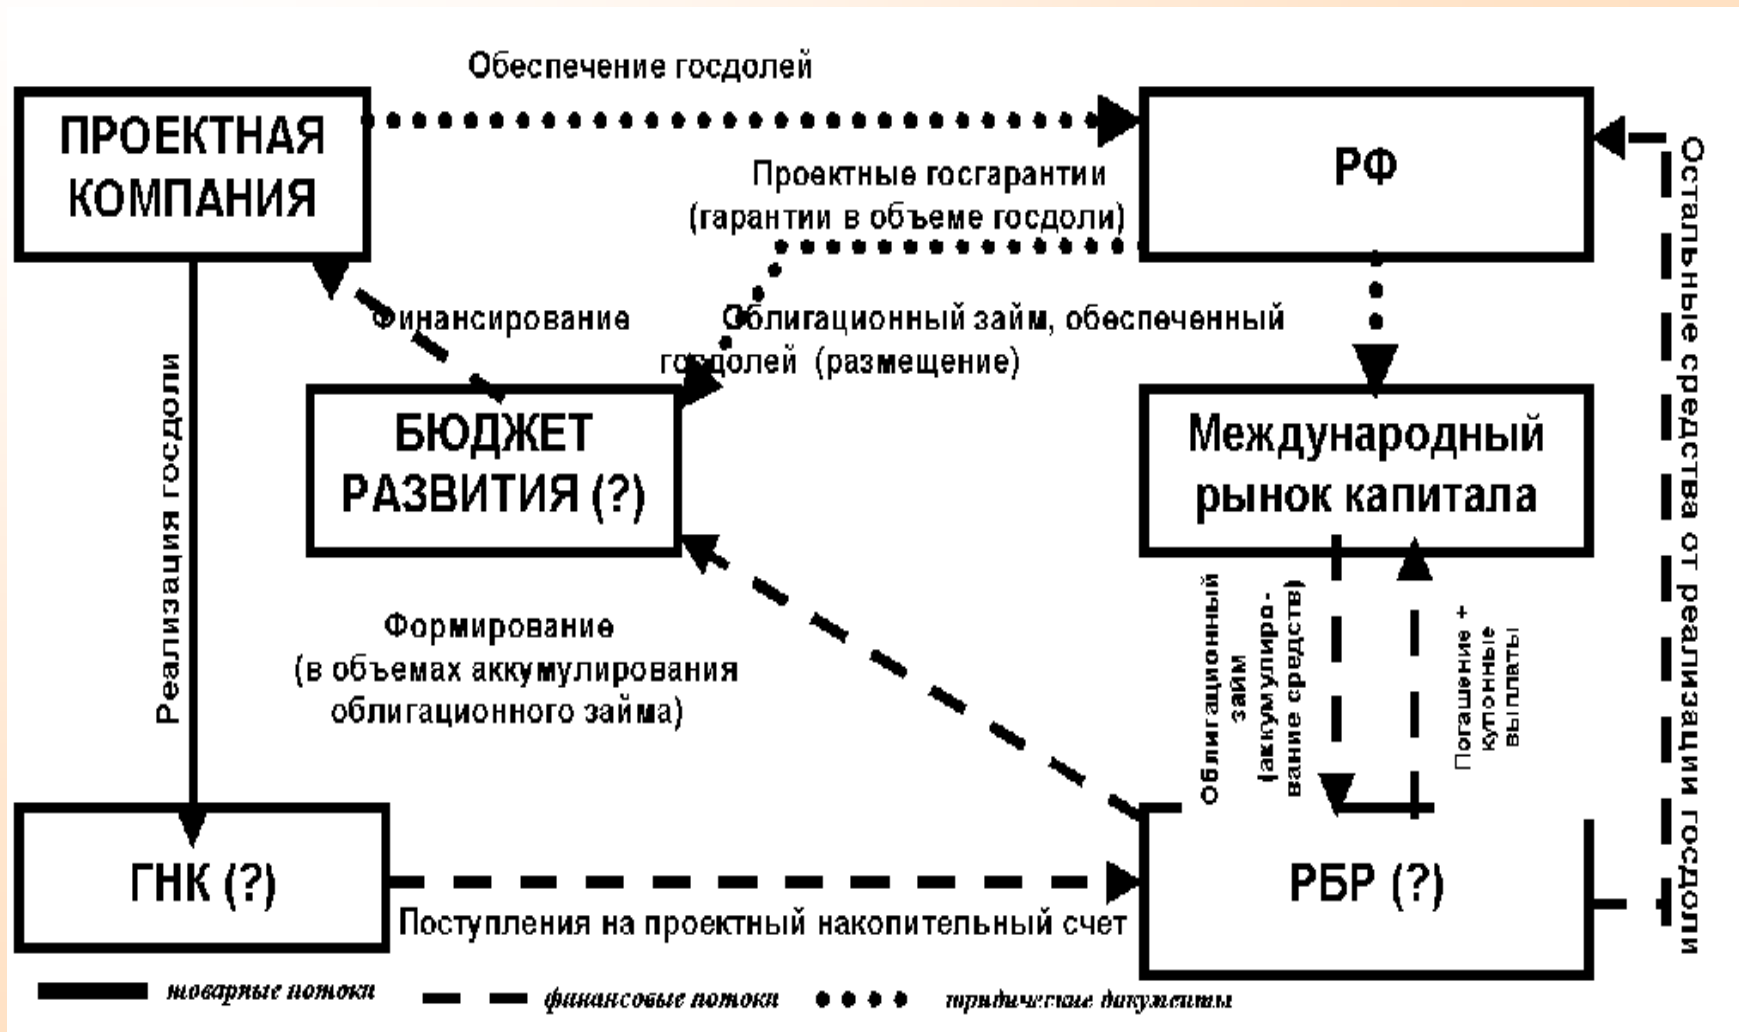 Обеспечение госдолей
ПРОЕКТНАЯ
КОМПАНИЯ
РФ
Проектные госгарантии
(гарантии в объеме госдоли)
Финансирование
Облигационный займ, обеспеченный
госдолей (размещение)
Остальные средства от реализации госдоли
Реализация госдоли
БЮДЖЕТ
РАЗВИТИЯ (?)
Международный
рынок капитала
Формирование
(в объемах аккумулирования
облигационного займа)
Облигационный
займ
(аккумулиро-
вание средств)
Погашение +
купонные
выплаты
ГНК (?)
РБР (?)
Поступления на проектный накопительный счет
товарные потоки
финансовые потоки
юридические документы